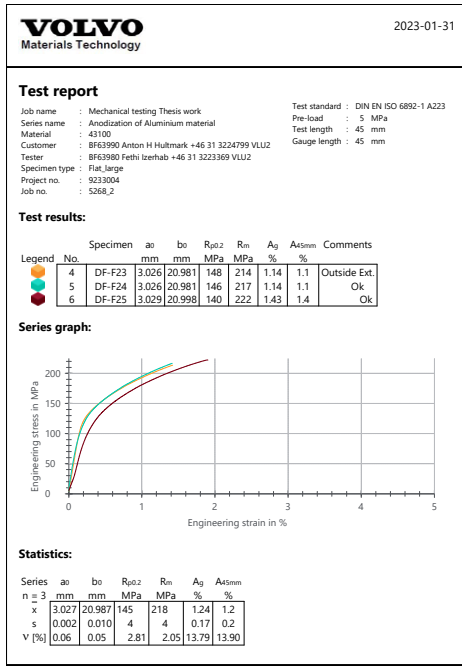 VOLVO
Materials Technology
2023-01-31
Test report
Job name : Mechanical testing Thesis work
Series name : Anodization of Aluminium material
Material : 43100
Customer : BF63990 Anton H Hultmark +46 31 3224799 VLU2
Tester : BF63980 Fethi Izerhab +46 31 3223369 VLU2
Specimen type : Flat_large
Project no. : 9233004
Job no. : 5268_2
Test standard : DIN EN ISO 6892-1 A223
Pre-load : 5 MPa
Test length : 45 mm
Gauge length : 45 mm
Test results:
Specimen a0 b0 Rp0.2 Rm Ag A45mm Comments
Legend No. mm mm MPa MPa % %
4 DF-F23 3.026 20.981 148 214 1.14 1.1 Outside Ext.
5 DF-F24 3.026 20.981 146 217 1.14 1.1 Ok
6 DF-F25 3.029 20.998 140 222 1.43 1.4 Ok
Series graph:
Engineering stress in MPa
200
150
100
50
0
0 1 2 3 4 5
Engineering strain in %
Statistics:
Series a0 b0 Rp0.2 Rm Ag A45mm
n = 3 mm mm MPa MPa % %
x̄ 3.027 20.987 145 218 1.24 1.2
s 0.002 0.010 4 4 0.17 0.2
ν [%] 0.06 0.05 2.81 2.05 13.79 13.90